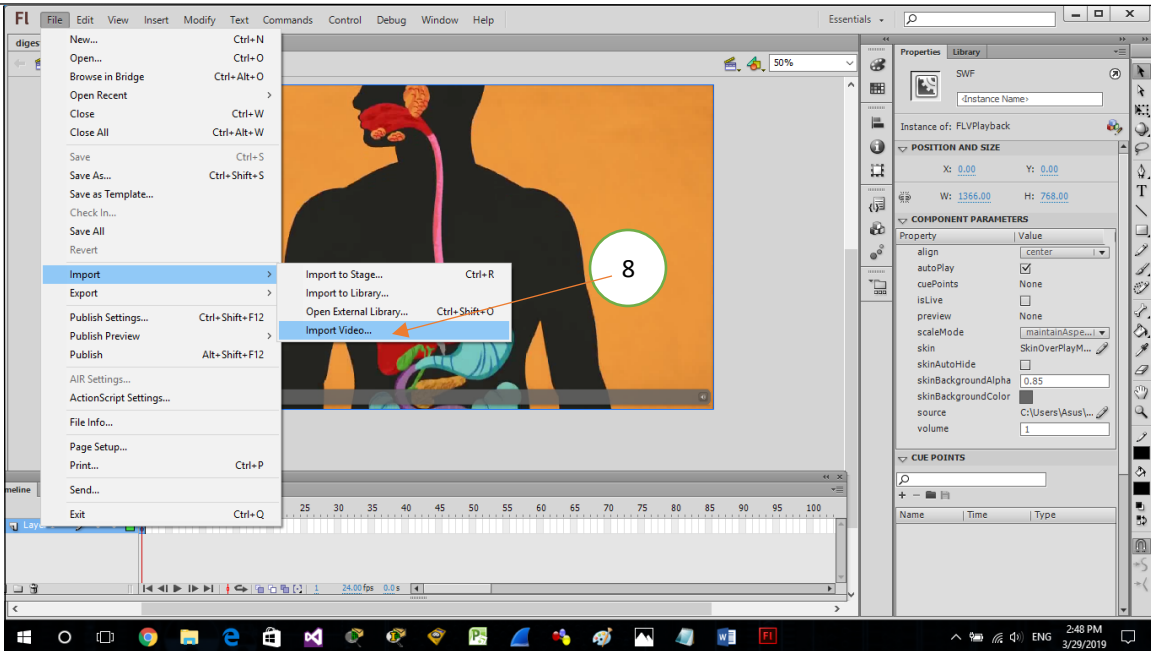 Fl File Edit View Insert Modify Text Commands Control Debug Window Help Essentials
diges
50%
New... Ctrl+N
Open... Ctrl+O
Browse in Bridge Ctrl+Alt+O
Open Recent
Close Ctrl+W
Close All Ctrl+Alt+W
Save Ctrl+S
Save As... Ctrl+Shift+S
Save as Template...
Check In...
Save All
Revert
Import
Export
Publish Settings... Ctrl+Shift+F12
Publish Preview
Publish Alt+Shift+F12
AIR Settings...
ActionScript Settings...
File Info...
Page Setup...
Print... Ctrl+P
Send...
Exit Ctrl+Q
Import to Stage... Ctrl+R
Import to Library...
Open External Library... Ctrl+Shift+O
Import Video...
8
Properties Library
SWF
<Instance Name>
Instance of: FLVPlayback
POSITION AND SIZE
X: 0.00 Y: 0.00
W: 1366.00 H: 768.00
COMPONENT PARAMETERS
Property Value
align center
autoPlay
cuePoints None
isLive
preview None
scaleMode maintainAspe...
skin SkinOverPlayM...
skinAutoHide
skinBackgroundAlpha 0.85
skinBackgroundColor
source C:\Users\Asus\...
volume 1
CUE POINTS
Name Time Type
meline
25 30 35 40 45 50 55 60 65 70 75 80 85 90 95 100
Lay
1 24.00 fps 0.0 s
ENG 2:48 PM
3/29/2019